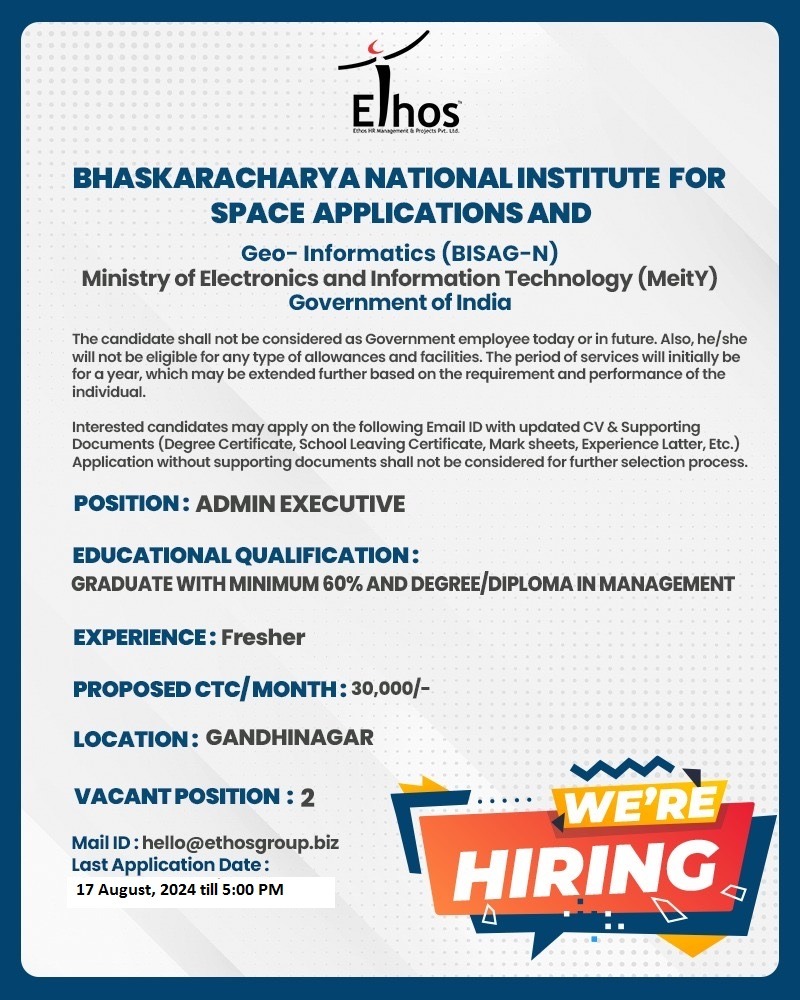 Ethos
Ethos HR Management & Projects Pvt. Ltd.
BHASKARACHARYA NATIONAL INSTITUTE FOR
SPACE APPLICATIONS AND
Geo- Informatics (BISAG-N)
Ministry of Electronics and Information Technology (MeitY)
Government of India
The candidate shall not be considered as Government employee today or in future. Also, he/she
will not be eligible for any type of allowances and facilities. The period of services will initially be
for a year, which may be extended further based on the requirement and performance of the
individual.
Interested candidates may apply on the following Email ID with updated CV & Supporting
Documents (Degree Certificate, School Leaving Certificate, Mark sheets, Experience Latter, Etc.)
Application without supporting documents shall not be considered for further selection process.
POSITION : ADMIN EXECUTIVE
EDUCATIONAL QUALIFICATION :
GRADUATE WITH MINIMUM 60% AND DEGREE/DIPLOMA IN MANAGEMENT
EXPERIENCE : Fresher
PROPOSED CTC/ MONTH : 30,000/-
LOCATION : GANDHINAGAR
VACANT POSITION : 2
Mail ID : hello@ethosgroup.biz
Last Application Date :
17 August, 2024 till 5:00 PM
WE'RE
HIRING